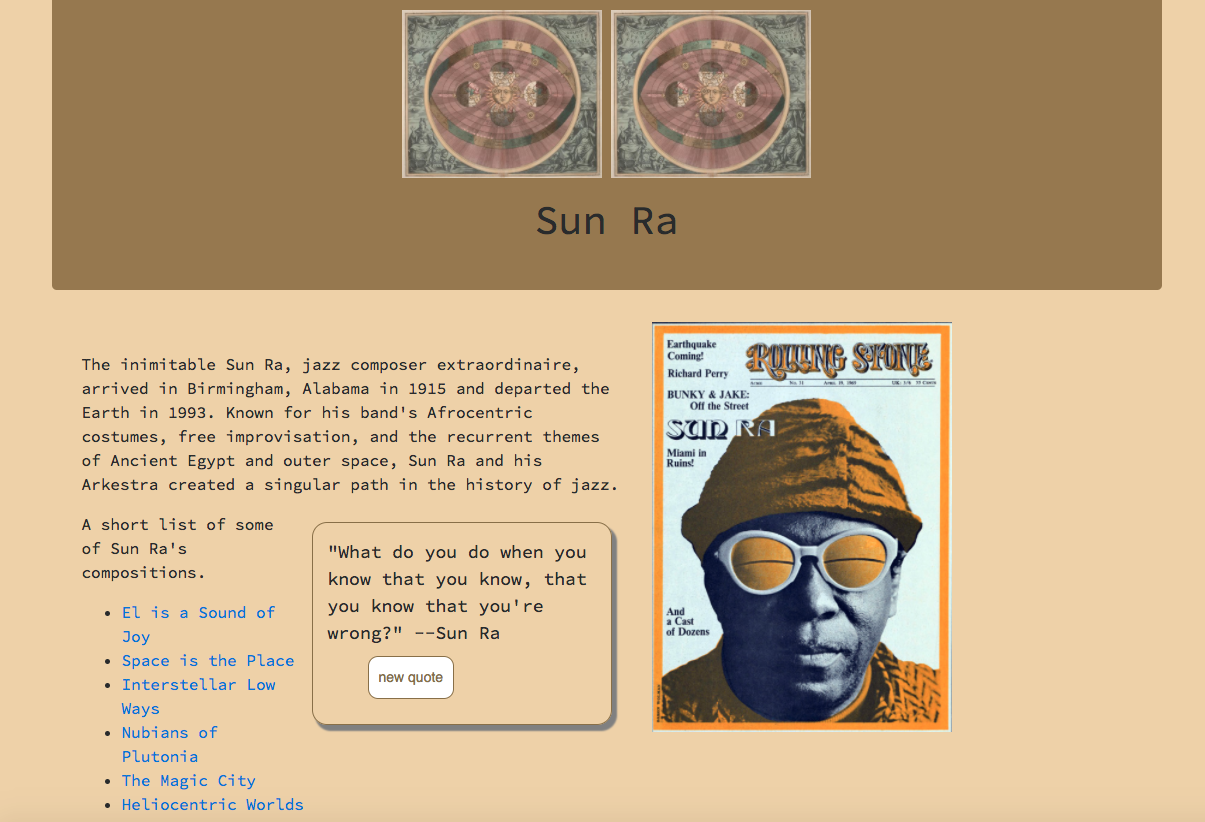 Sun Ra
The inimitable Sun Ra, jazz composer extraordinaire,
arrived in Birmingham, Alabama in 1915 and departed the
Earth in 1993. Known for his band's Afrocentric
costumes, free improvisation, and the recurrent themes
of Ancient Egypt and outer space, Sun Ra and his
Arkestra created a singular path in the history of jazz.
A short list of some
of Sun Ra's
compositions.
El is a Sound of
Joy
Space is the Place
Interstellar Low
Ways
Nubians of
Plutonia
The Magic City
Heliocentric Worlds
"What do you do when you
know that you know, that
you know that you're
wrong?" --Sun Ra
new quote
Earthquake
Coming!
Richard Perry
ROLLING STONE
BUNKY & JAKE:
Off the Street
SUN RA
Miami in
Ruins!
And
a Cast
of Dozens